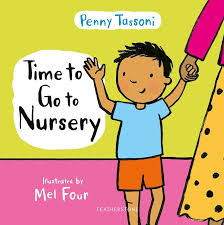 Penny Tassoni
Time to
Go to
Nursery
Illustrated by
Mel Four
FEATHERSTONE